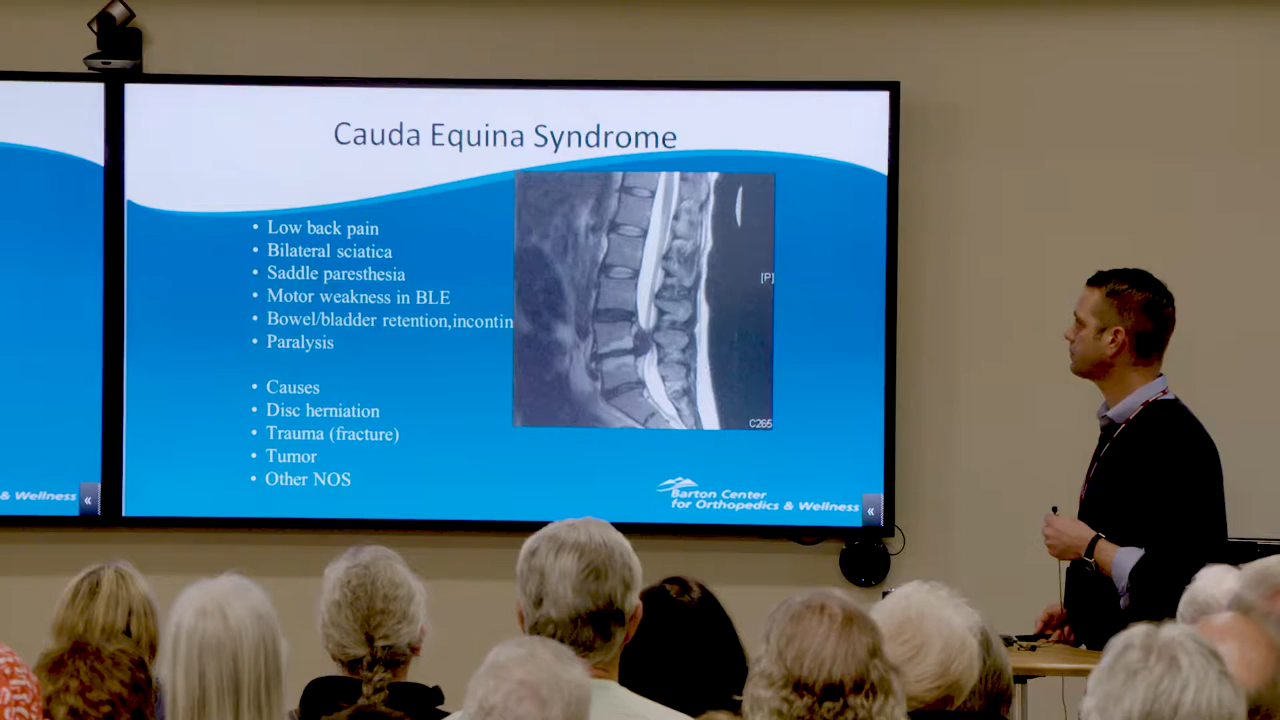 Cauda Equina Syndrome
• Low back pain
• Bilateral sciatica
• Saddle paresthesia
• Motor weakness in BLE
• Bowel/bladder retention,incontin
• Paralysis
• Causes
• Disc herniation
• Trauma (fracture)
• Tumor
• Other NOS
[P]
C265
Barton Center
for Orthopedics & Wellness
«
& Wellness
«